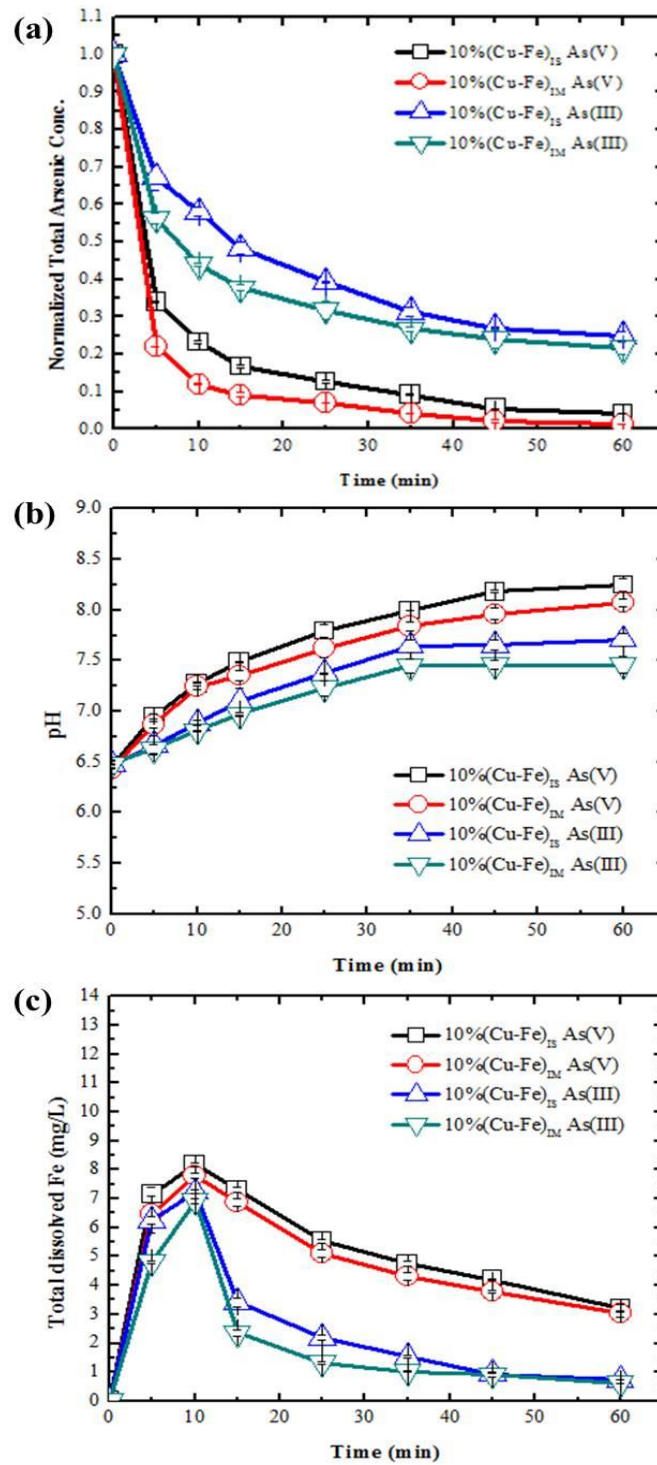 (a)
Normalized Total Arsenic Conc.
1.1
1.0
0.9
0.8
0.7
0.6
0.5
0.4
0.3
0.2
0.1
0.0
10%(Cu-Fe)IS As(V)
10%(Cu-Fe)IM As(V)
10%(Cu-Fe)IS As(III)
10%(Cu-Fe)IM As(III)
0 10 20 30 40 50 60
Time (min)
(b)
pH
9.0
8.5
8.0
7.5
7.0
6.5
6.0
5.5
5.0
10%(Cu-Fe)IS As(V)
10%(Cu-Fe)IM As(V)
10%(Cu-Fe)IS As(III)
10%(Cu-Fe)IM As(III)
0 10 20 30 40 50 60
Time (min)
(c)
Total dissolved Fe (mg/L)
14
13
12
11
10
9
8
7
6
5
4
3
2
1
0
10%(Cu-Fe)IS As(V)
10%(Cu-Fe)IM As(V)
10%(Cu-Fe)IS As(III)
10%(Cu-Fe)IM As(III)
0 10 20 30 40 50 60
Time (min)